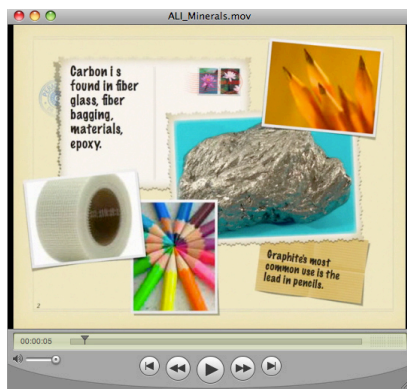 ALI_Minerals.mov
Carbon i s
found in fiber
glass, fiber
bagging,
materials,
epoxy.
Graphite's most
common use is the
lead in pencils.
2
00:00:05